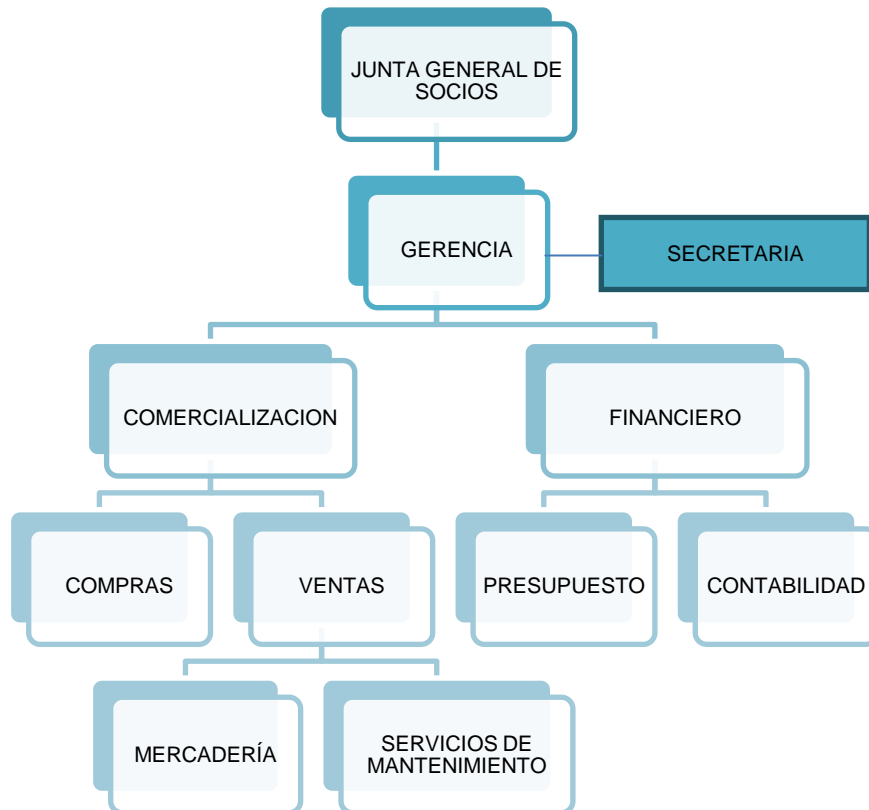 JUNTA GENERAL DE
SOCIOS
GERENCIA
SECRETARIA
COMERCIALIZACION
FINANCIERO
COMPRAS
VENTAS
PRESUPUESTO
CONTABILIDAD
MERCADERÍA
SERVICIOS DE
MANTENIMIENTO